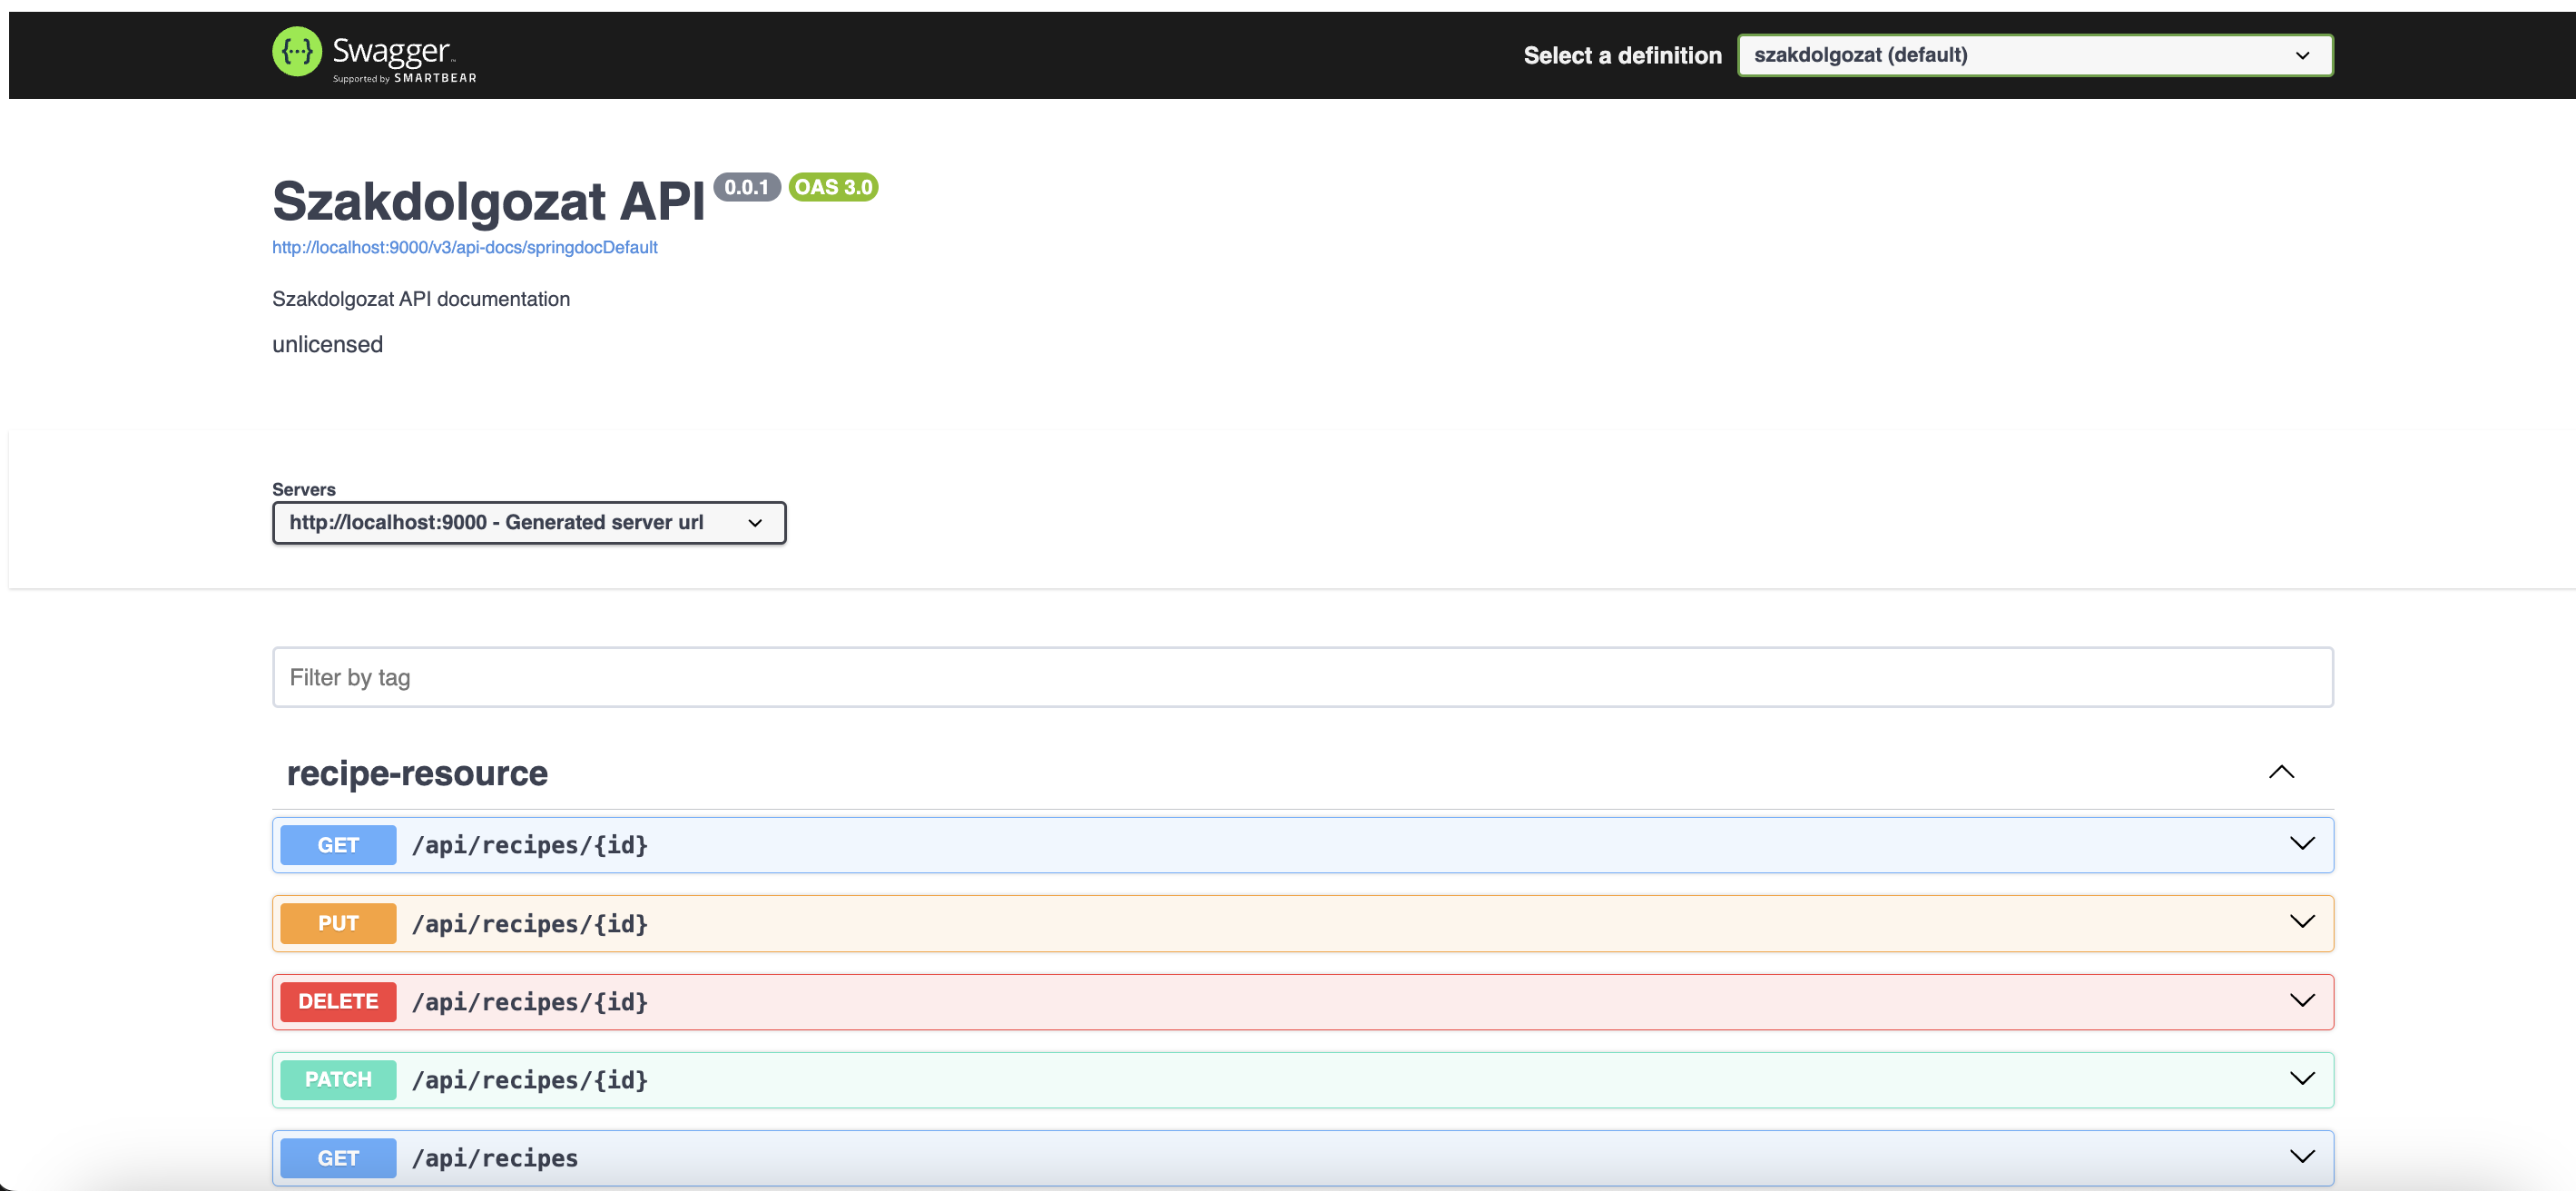 Swagger™
Supported by SMARTBEAR
Select a definition szakdolgozat (default)
Szakdolgozat API 0.0.1 OAS 3.0
http://localhost:9000/v3/api-docs/springdocDefault
Szakdolgozat API documentation
unlicensed
Servers
http://localhost:9000 - Generated server url
Filter by tag
recipe-resource
GET /api/recipes/{id}
PUT /api/recipes/{id}
DELETE /api/recipes/{id}
PATCH /api/recipes/{id}
GET /api/recipes